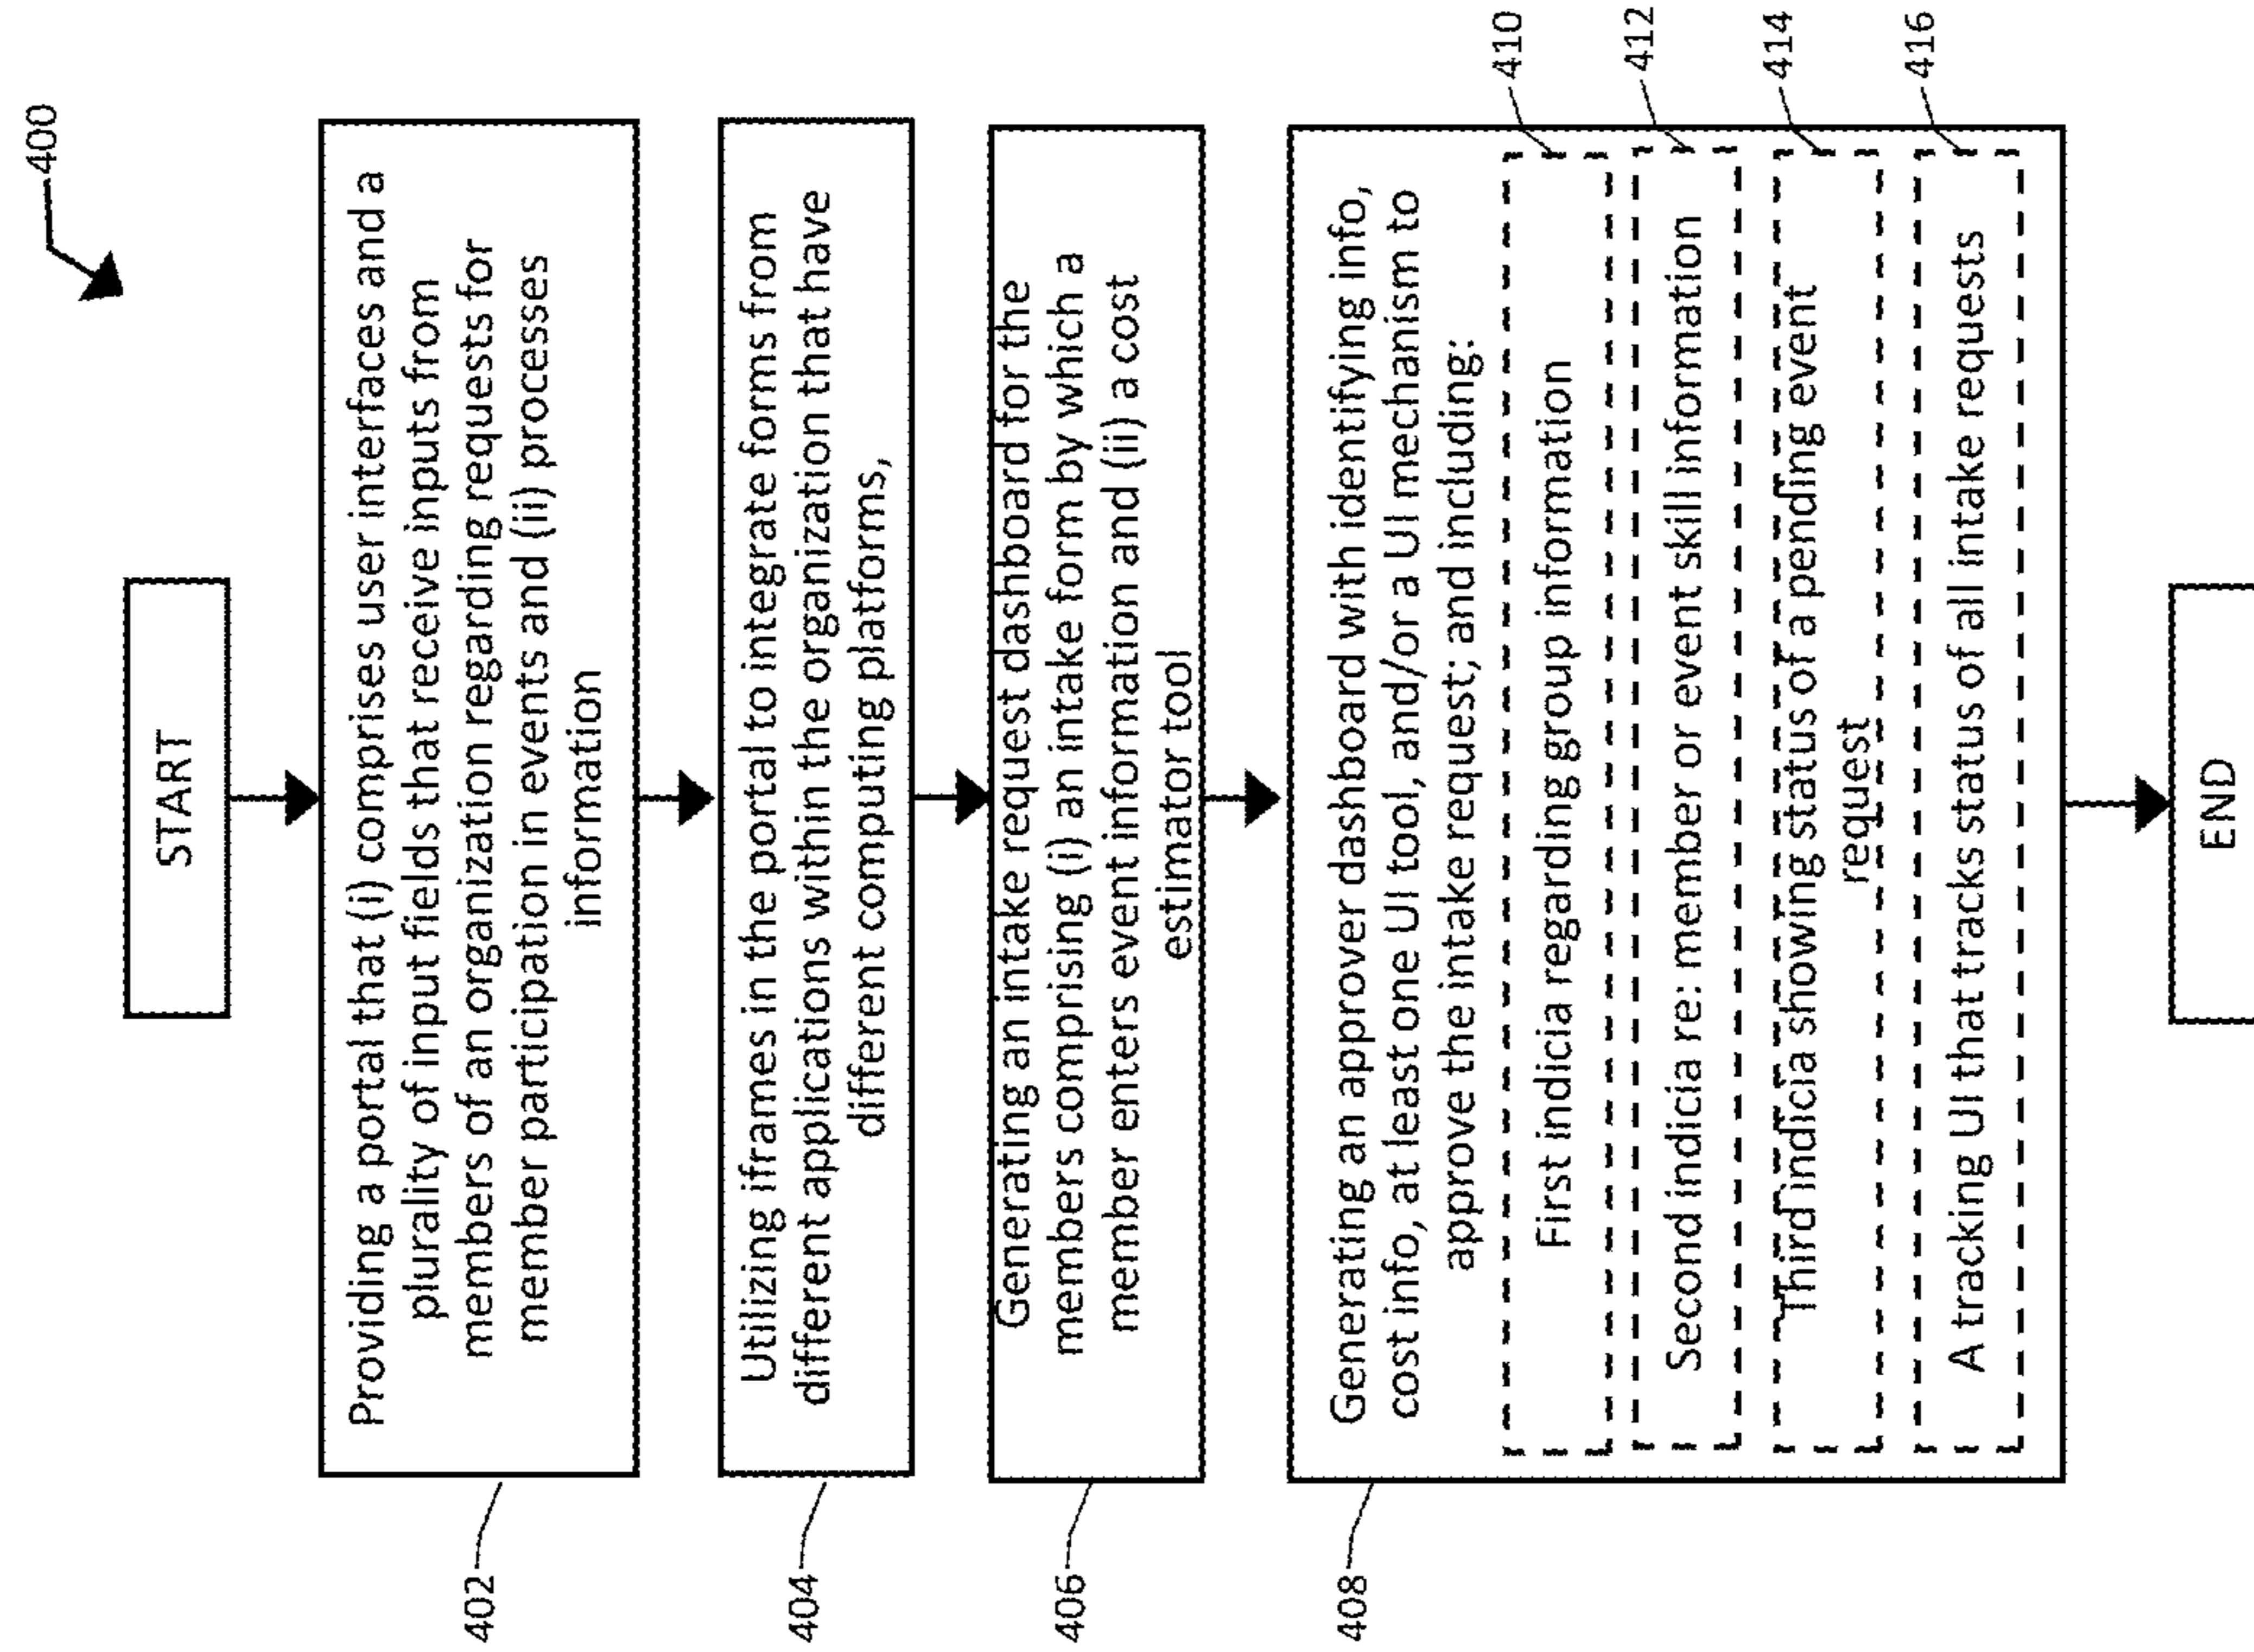 400
START
402
Providing a portal that (i) comprises user interfaces and a
plurality of input fields that receive inputs from
members of an organization regarding requests for
member participation in events and (ii) processes
information
404
Utilizing iframes in the portal to integrate forms from
different applications within the organization that have
different computing platforms,
406
Generating an intake request dashboard for the
members comprising (i) an intake form by which a
member enters event information and (ii) a cost
estimator tool
408
Generating an approver dashboard with identifying info,
cost info, at least one UI tool, and/or a UI mechanism to
approve the intake request; and including:
First indicia regarding group information
410
Second indicia re: member or event skill information
412
Third indicia showing status of a pending event
request
414
A tracking UI that tracks status of all intake requests
416
END